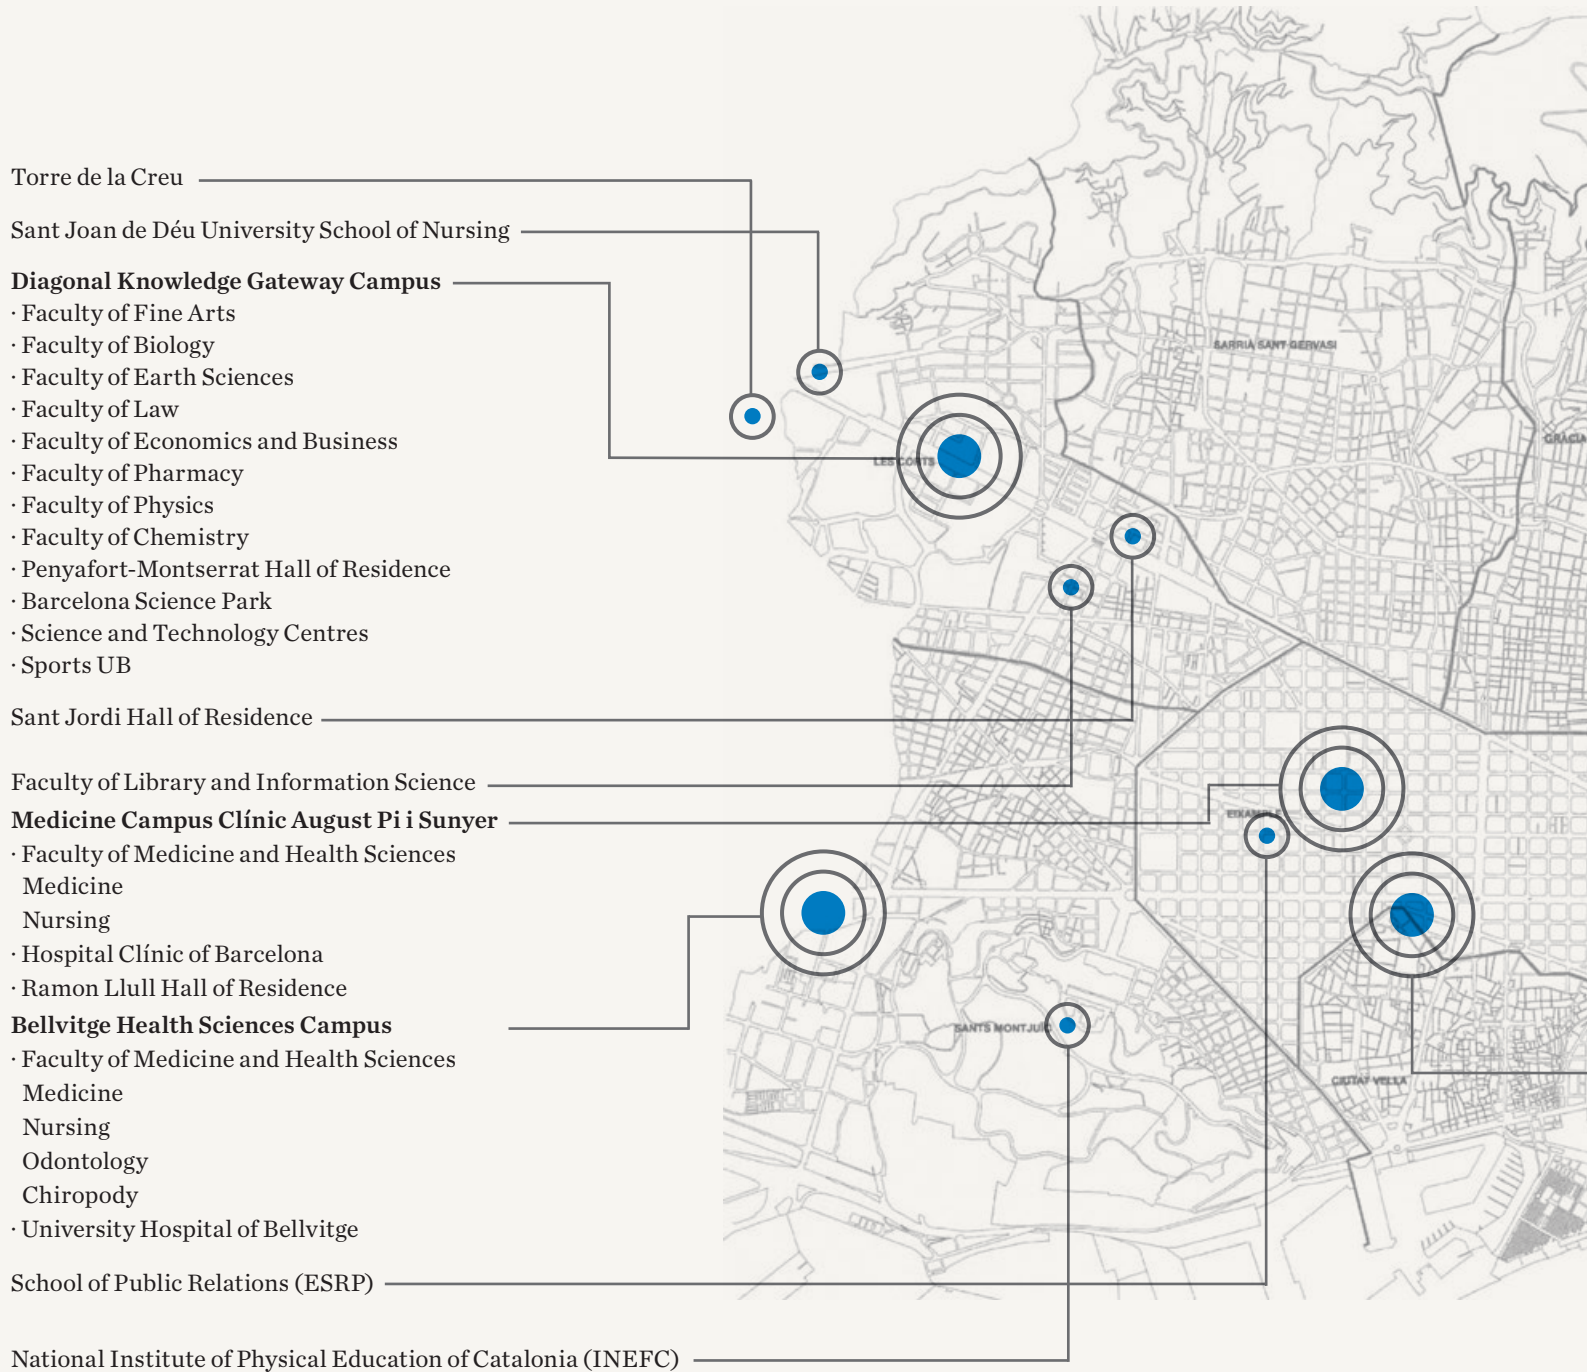 Torre de la Creu
Sant Joan de Déu University School of Nursing
Diagonal Knowledge Gateway Campus
· Faculty of Fine Arts
· Faculty of Biology
· Faculty of Earth Sciences
· Faculty of Law
· Faculty of Economics and Business
· Faculty of Pharmacy
· Faculty of Physics
· Faculty of Chemistry
· Penyafort-Montserrat Hall of Residence
· Barcelona Science Park
· Science and Technology Centres
· Sports UB
Sant Jordi Hall of Residence
Faculty of Library and Information Science
Medicine Campus Clínic August Pi i Sunyer
· Faculty of Medicine and Health Sciences
Medicine
Nursing
· Hospital Clínic of Barcelona
· Ramon Llull Hall of Residence
Bellvitge Health Sciences Campus
· Faculty of Medicine and Health Sciences
Medicine
Nursing
Odontology
Chiropody
· University Hospital of Bellvitge
School of Public Relations (ESRP)
National Institute of Physical Education of Catalonia (INEFC)
SARRIÀ SANT-GERVASI
GRÀCIA
LES CORTS
EIXAMPLE
SANTS MONTJUÏC
CIUTAT VELLA